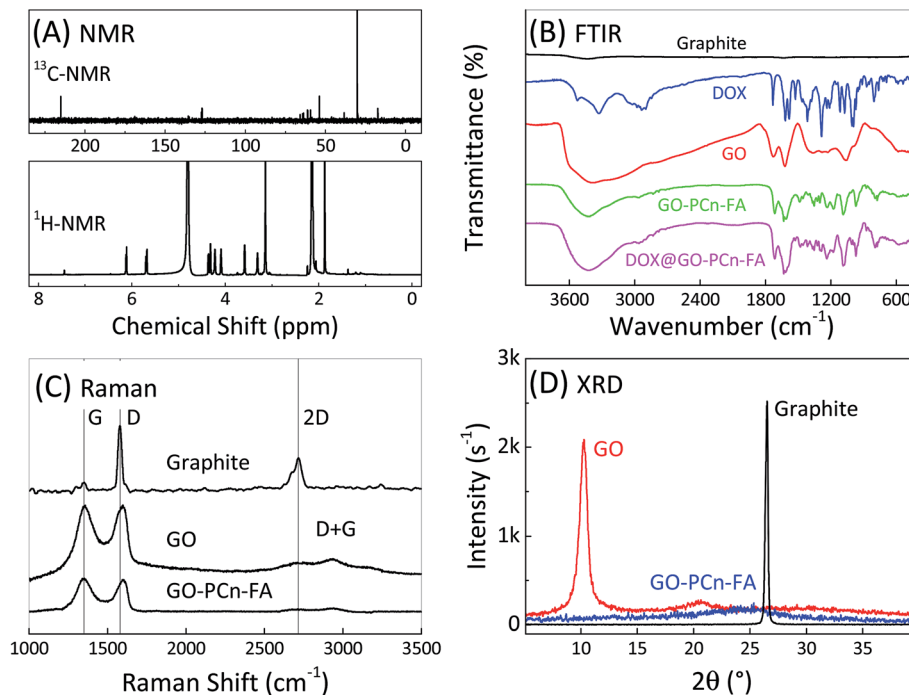 (A) NMR
¹³C-NMR
200 150 100 50 0
¹H-NMR
8 6 4 2 0
Chemical Shift (ppm)
(B) FTIR
Graphite
DOX
GO
GO-PCn-FA
DOX@GO-PCn-FA
Transmittance (%)
3600 3000 2400 1800 1200 600
Wavenumber (cm⁻¹)
(C) Raman
G D 2D
Graphite
GO
D+G
GO-PCn-FA
1000 1500 2000 2500 3000 3500
Raman Shift (cm⁻¹)
(D) XRD
3k
Graphite
GO
2k
Intensity (s⁻¹)
1k
GO-PCn-FA
0
10 15 20 25 30 35
2θ (°)